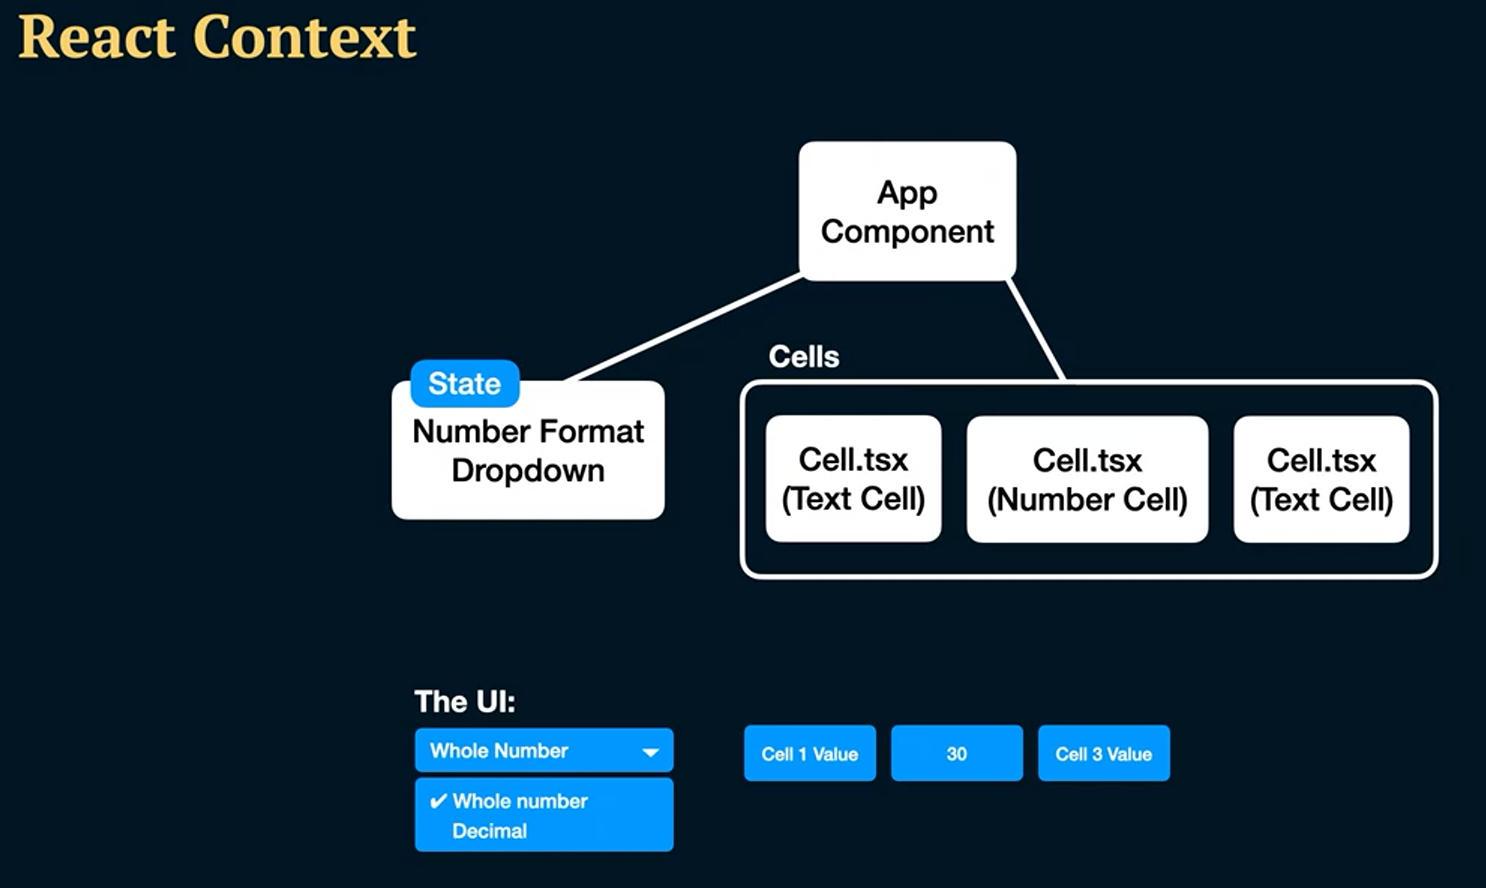 React Context
App
Component
State
Number Format
Dropdown
Cells
Cell.tsx
(Text Cell)
Cell.tsx
(Number Cell)
Cell.tsx
(Text Cell)
The UI:
Whole Number
✔ Whole number
Decimal
Cell 1 Value
30
Cell 3 Value